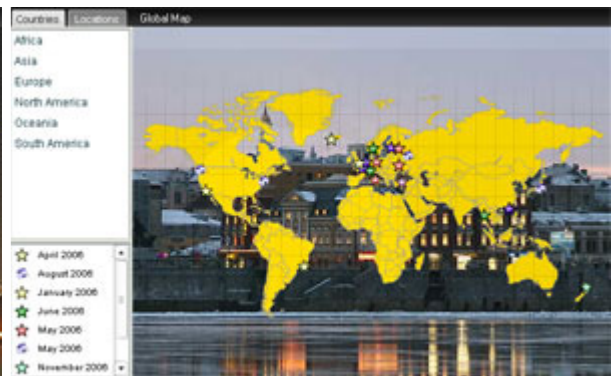 Countries Locations Global Map
Africa
Asia
Europe
North America
Oceania
South America
April 2006
August 2006
January 2006
June 2006
May 2006
May 2006
November 2006